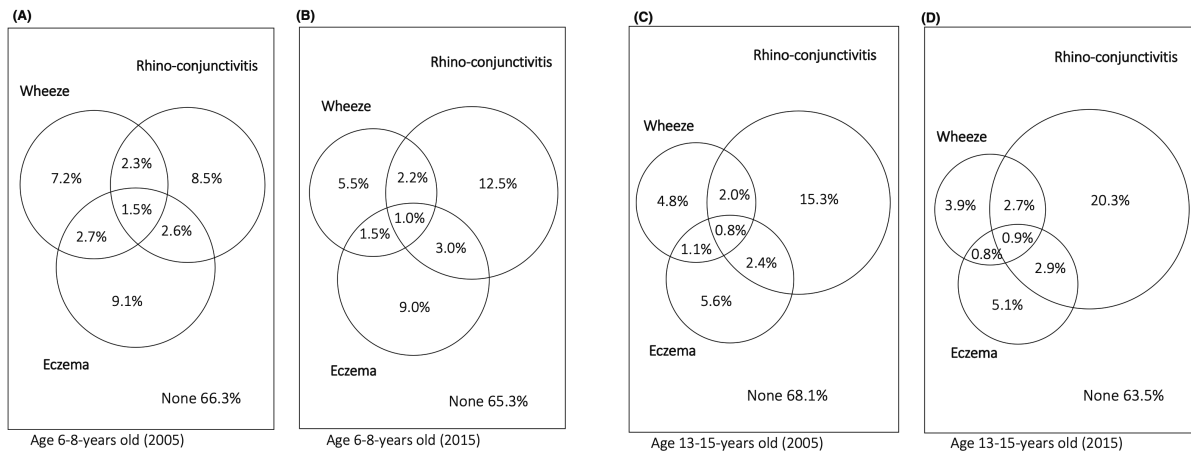 (A)
Rhino-conjunctivitis
Wheeze
2.3%
7.2%
8.5%
1.5%
2.7%
2.6%
9.1%
Eczema
None 66.3%
Age 6-8-years old (2005)
(B)
Rhino-conjunctivitis
Wheeze
2.2%
5.5%
12.5%
1.0%
1.5%
3.0%
9.0%
Eczema
None 65.3%
Age 6-8-years old (2015)
(C)
Rhino-conjunctivitis
Wheeze
2.0%
4.8%
15.3%
0.8%
1.1%
2.4%
5.6%
Eczema
None 68.1%
Age 13-15-years old (2005)
(D)
Rhino-conjunctivitis
Wheeze
20.3%
3.9%
2.7%
0.9%
0.8%
2.9%
5.1%
Eczema
None 63.5%
Age 13-15-years old (2015)